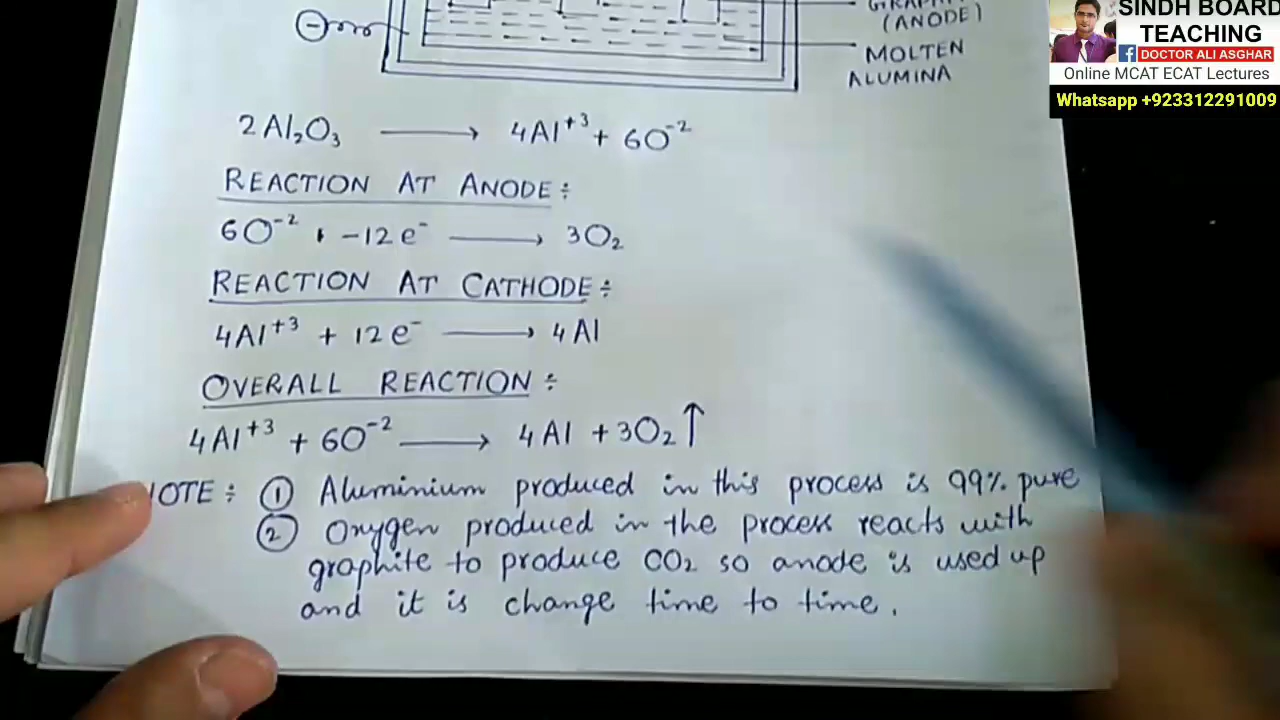 SINDH BOARD
TEACHING
f DOCTOR ALI ASGHAR
Online MCAT ECAT Lectures
Whatsapp +923312291009
(ANODE)
MOLTEN
ALUMINA
2Al₂O₃ ⟶ 4Al⁺³ + 6O⁻²
REACTION AT ANODE ÷
6O⁻² -12e⁻ ⟶ 3O₂
REACTION AT CATHODE ÷
4Al⁺³ + 12e⁻ ⟶ 4Al
OVERALL REACTION ÷
4Al⁺³ + 6O⁻² ⟶ 4Al + 3O₂↑
NOTE ÷ ① Aluminium produced in this process is 99% pure
② Oxygen produced in the process reacts with
graphite to produce CO₂ so anode is used up
and it is change time to time.